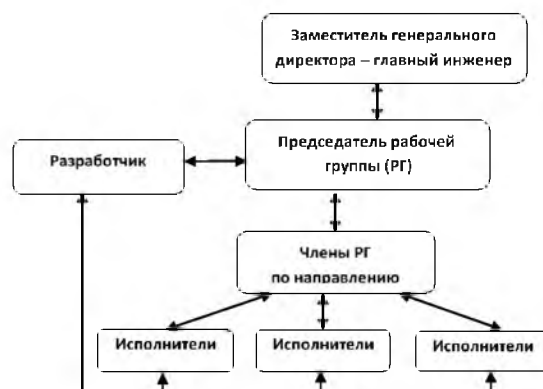 Заместитель генерального
директора – главный инженер
Разработчик
Председатель рабочей
группы (РГ)
Члены РГ
по направлению
Исполнители
Исполнители
Исполнители